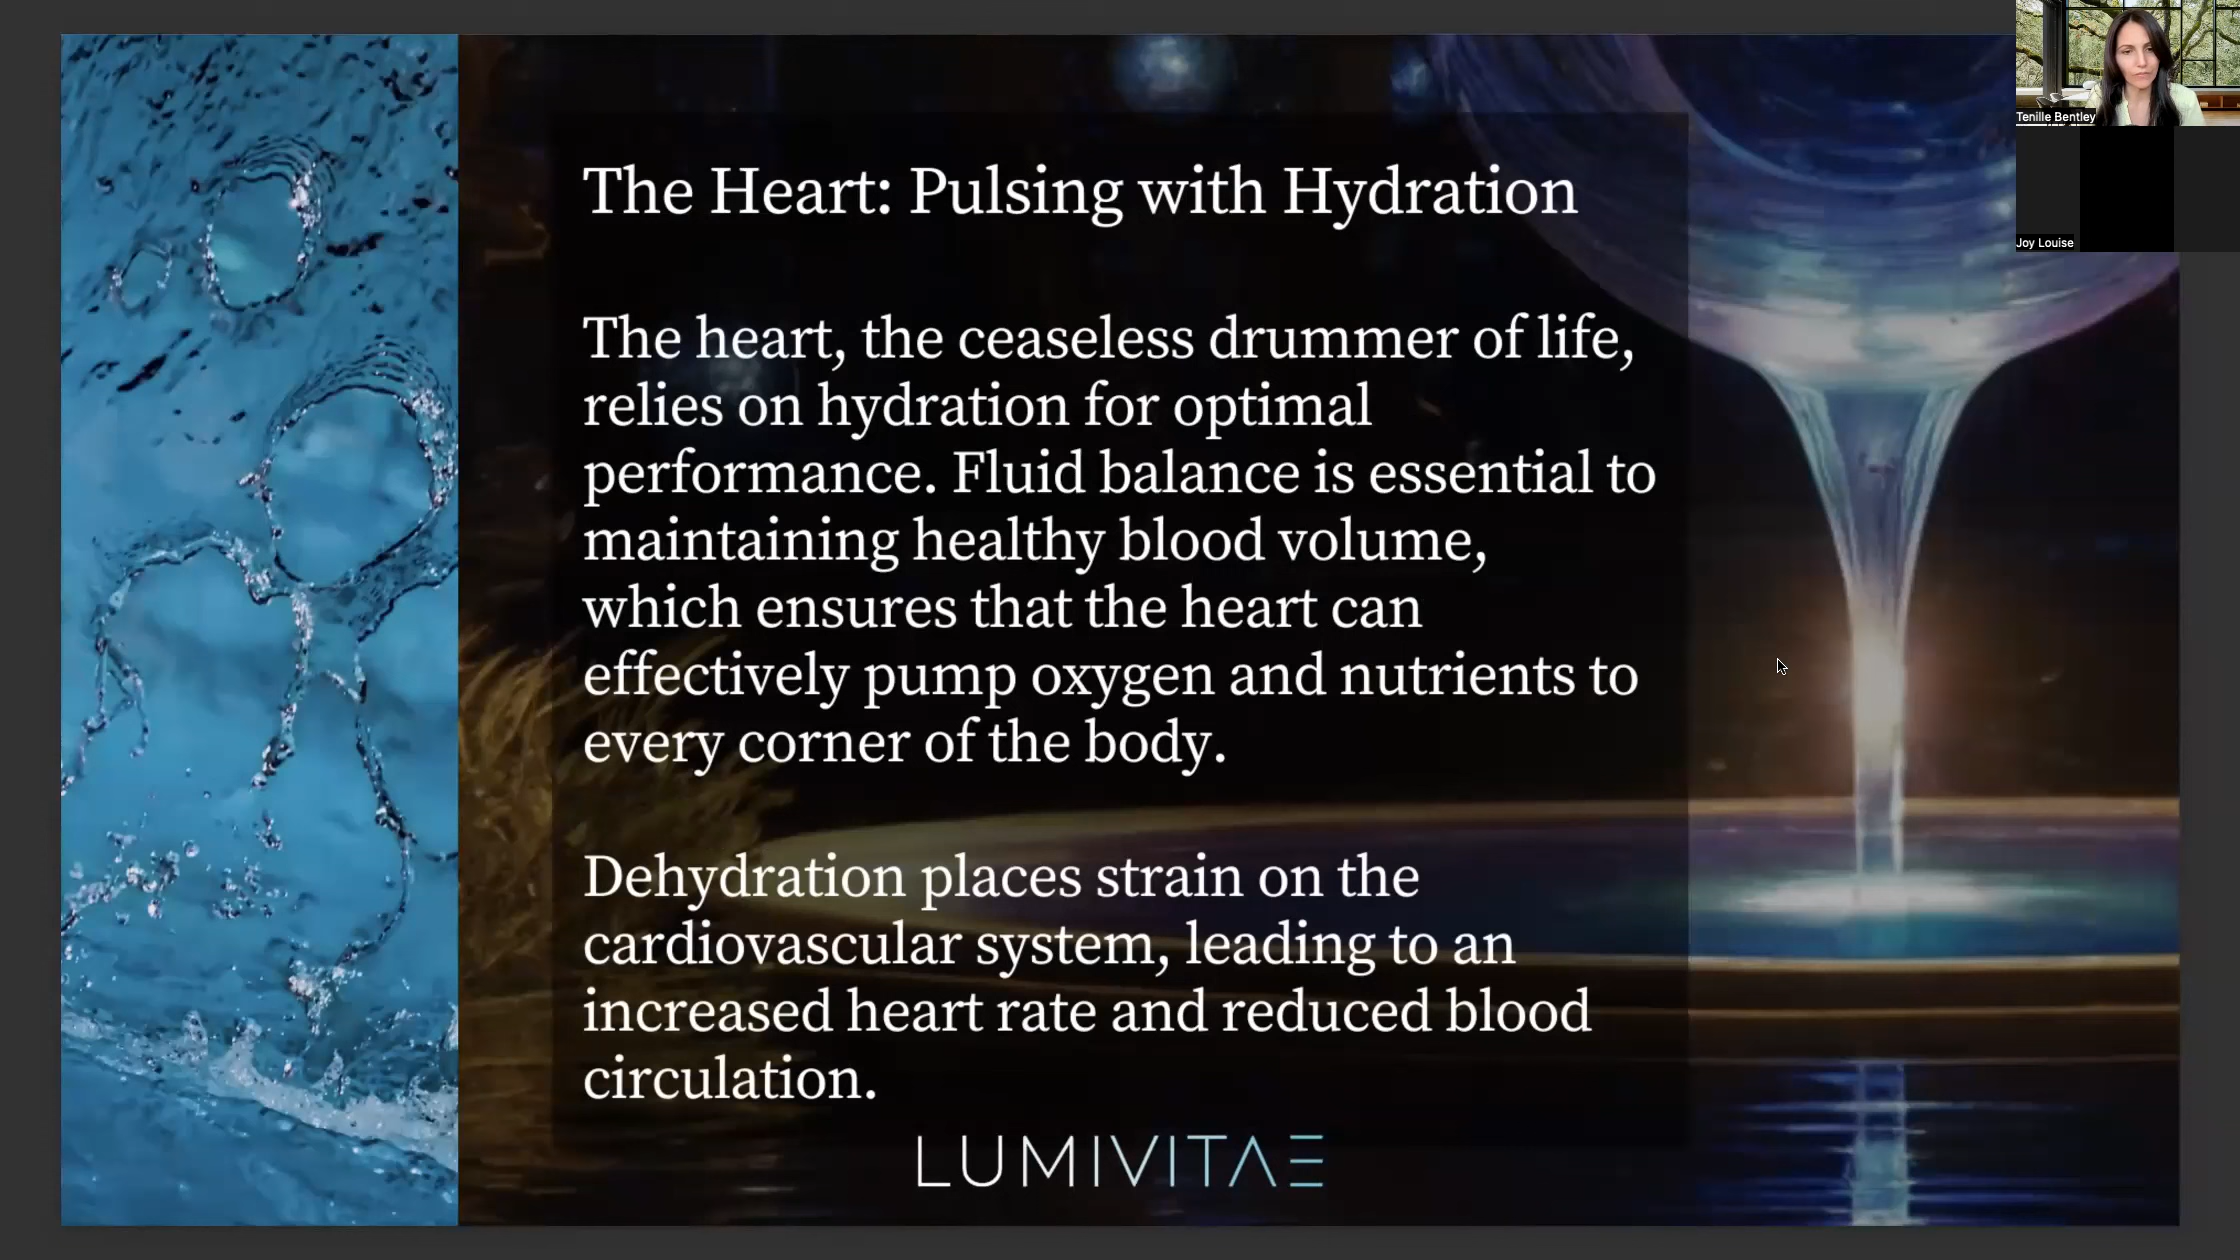 The Heart: Pulsing with Hydration
The heart, the ceaseless drummer of life,
relies on hydration for optimal
performance. Fluid balance is essential to
maintaining healthy blood volume,
which ensures that the heart can
effectively pump oxygen and nutrients to
every corner of the body.
Dehydration places strain on the
cardiovascular system, leading to an
increased heart rate and reduced blood
circulation.
LUMIVITAE
Tenille Bentley
Joy Louise